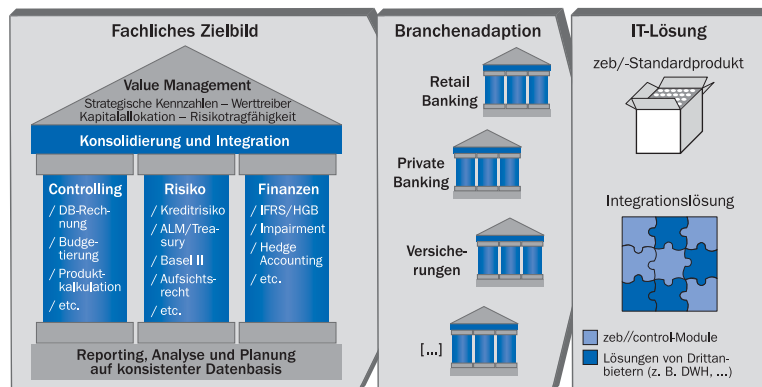 Fachliches Zielbild
Value Management
Strategische Kennzahlen – Werttreiber
Kapitalallokation – Risikotragfähigkeit
Konsolidierung und Integration
Controlling
/ DB-Rech-
nung
/ Budge-
tierung
/ Produkt-
kalkulation
/ etc.
Risiko
/ Kreditrisiko
/ ALM/Trea-
sury
/ Basel II
/ Aufsichts-
recht
/ etc.
Finanzen
/ IFRS/HGB
/ Impairment
/ Hedge
Accounting
/ etc.
Reporting, Analyse und Planung
auf konsistenter Datenbasis
Branchenadaption
Retail
Banking
Private
Banking
Versiche-
rungen
[...]
IT-Lösung
zeb/-Standardprodukt
Integrationslösung
zeb//control-Module
Lösungen von Drittan-
bietern (z. B. DWH, ...)